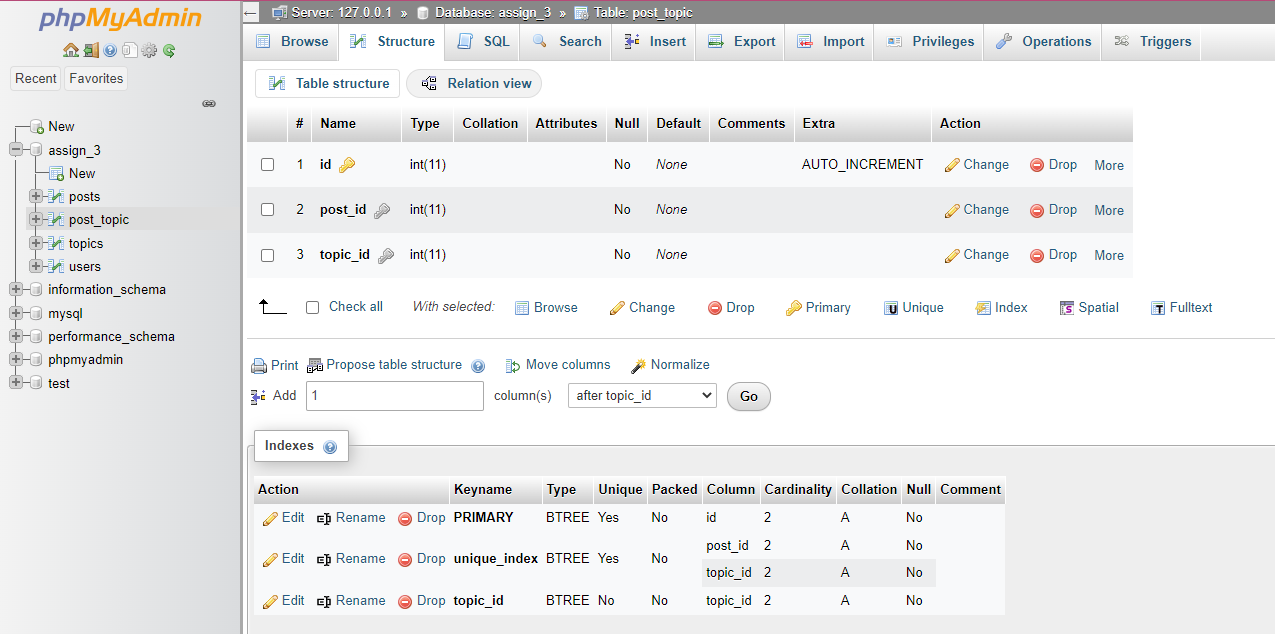 phpMyAdmin
Recent Favorites
New
assign_3
New
posts
post_topic
topics
users
information_schema
mysql
performance_schema
phpmyadmin
test
Server: 127.0.0.1 » Database: assign_3 » Table: post_topic
Browse Structure SQL Search Insert Export Import Privileges Operations Triggers
Table structure Relation view
# Name Type Collation Attributes Null Default Comments Extra Action
1 id int(11) No None AUTO_INCREMENT Change Drop More
2 post_id int(11) No None Change Drop More
3 topic_id int(11) No None Change Drop More
Check all With selected: Browse Change Drop Primary Unique Index Spatial Fulltext
Print Propose table structure Move columns Normalize
Add 1 column(s) after topic_id Go
Indexes
Action Keyname Type Unique Packed Column Cardinality Collation Null Comment
Edit Rename Drop PRIMARY BTREE Yes No id 2 A No
post_id 2 A No
Edit Rename Drop unique_index BTREE Yes No
topic_id 2 A No
Edit Rename Drop topic_id BTREE No No topic_id 2 A No